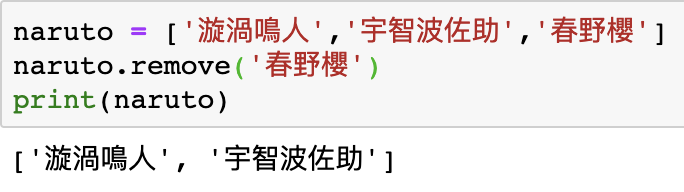 naruto = ['漩渦鳴人','宇智波佐助','春野櫻']
naruto.remove('春野櫻')
print(naruto)
['漩渦鳴人', '宇智波佐助']